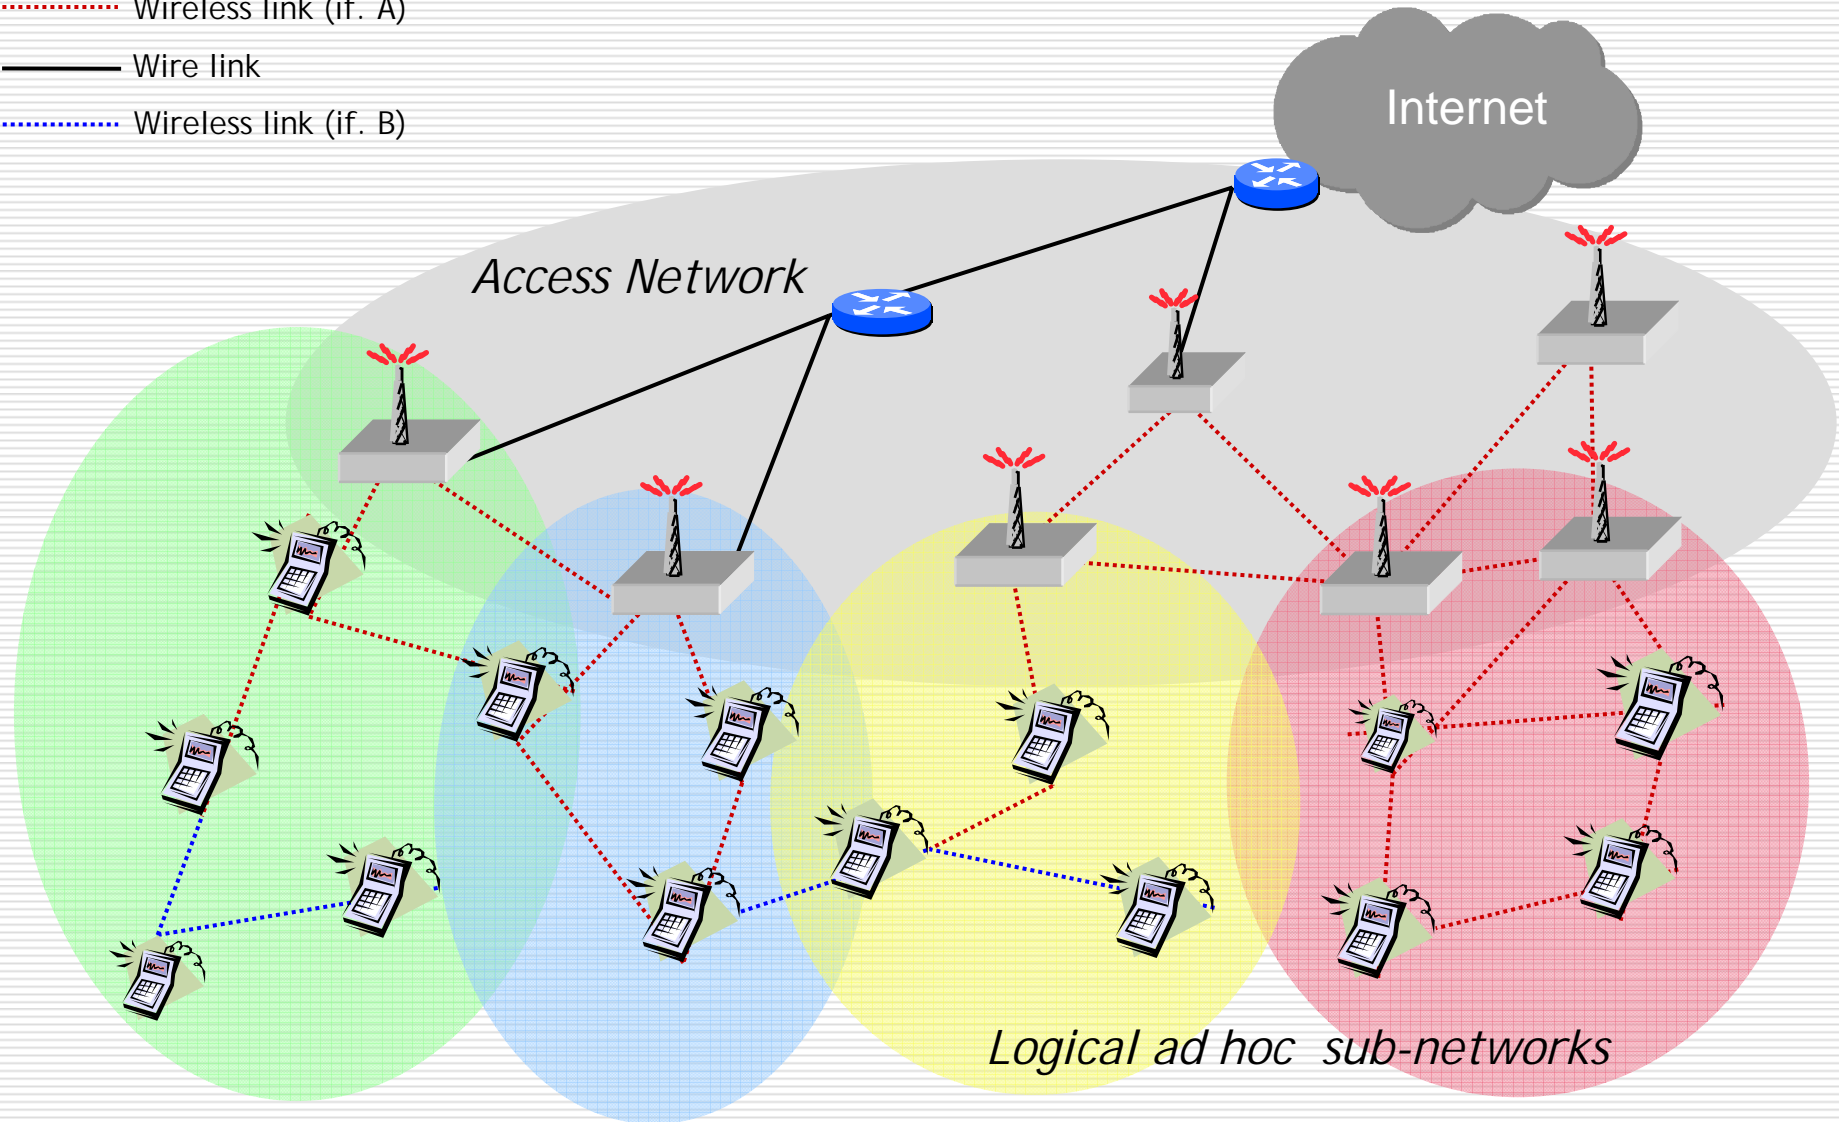 Wireless link (if. A)
Wire link
Wireless link (if. B)
Internet
Access Network
Logical ad hoc sub-networks